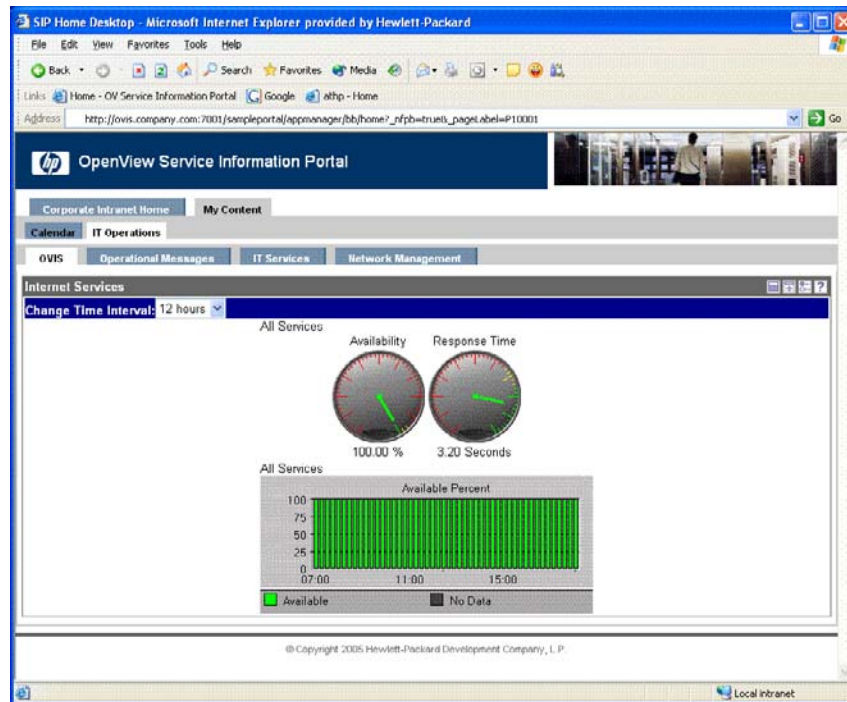 SIP Home Desktop - Microsoft Internet Explorer provided by Hewlett-Packard
File Edit View Favorites Tools Help
Back Search Favorites Media
Links Home - OV Service Information Portal Google athp - Home
Address http://ovis.company.com:7001/sampleportal/appmanager/bb/home?_nfpb=true&_pageLabel=P10001 Go
hp OpenView Service Information Portal
Corporate Intranet Home My Content
Calendar IT Operations
OVIS Operational Messages IT Services Network Management
Internet Services ?
Change Time Interval: 12 hours
All Services
Availability Response Time
100.00 % 3.20 Seconds
All Services
Available Percent
100
75
50
25
0
07:00 11:00 15:00
Available No Data
© Copyright 2005 Hewlett-Packard Development Company, L.P.
Local intranet